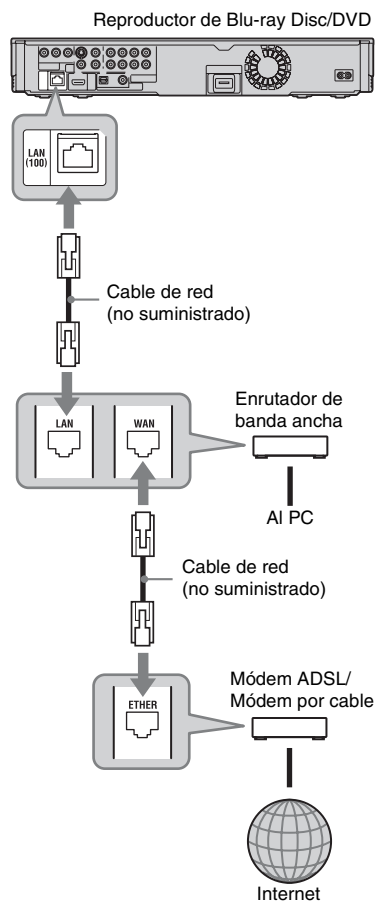 Reproductor de Blu-ray Disc/DVD
LAN
(100)
Cable de red
(no suministrado)
LAN
WAN
Enrutador de
banda ancha
Al PC
Cable de red
(no suministrado)
ETHER
Módem ADSL/
Módem por cable
Internet